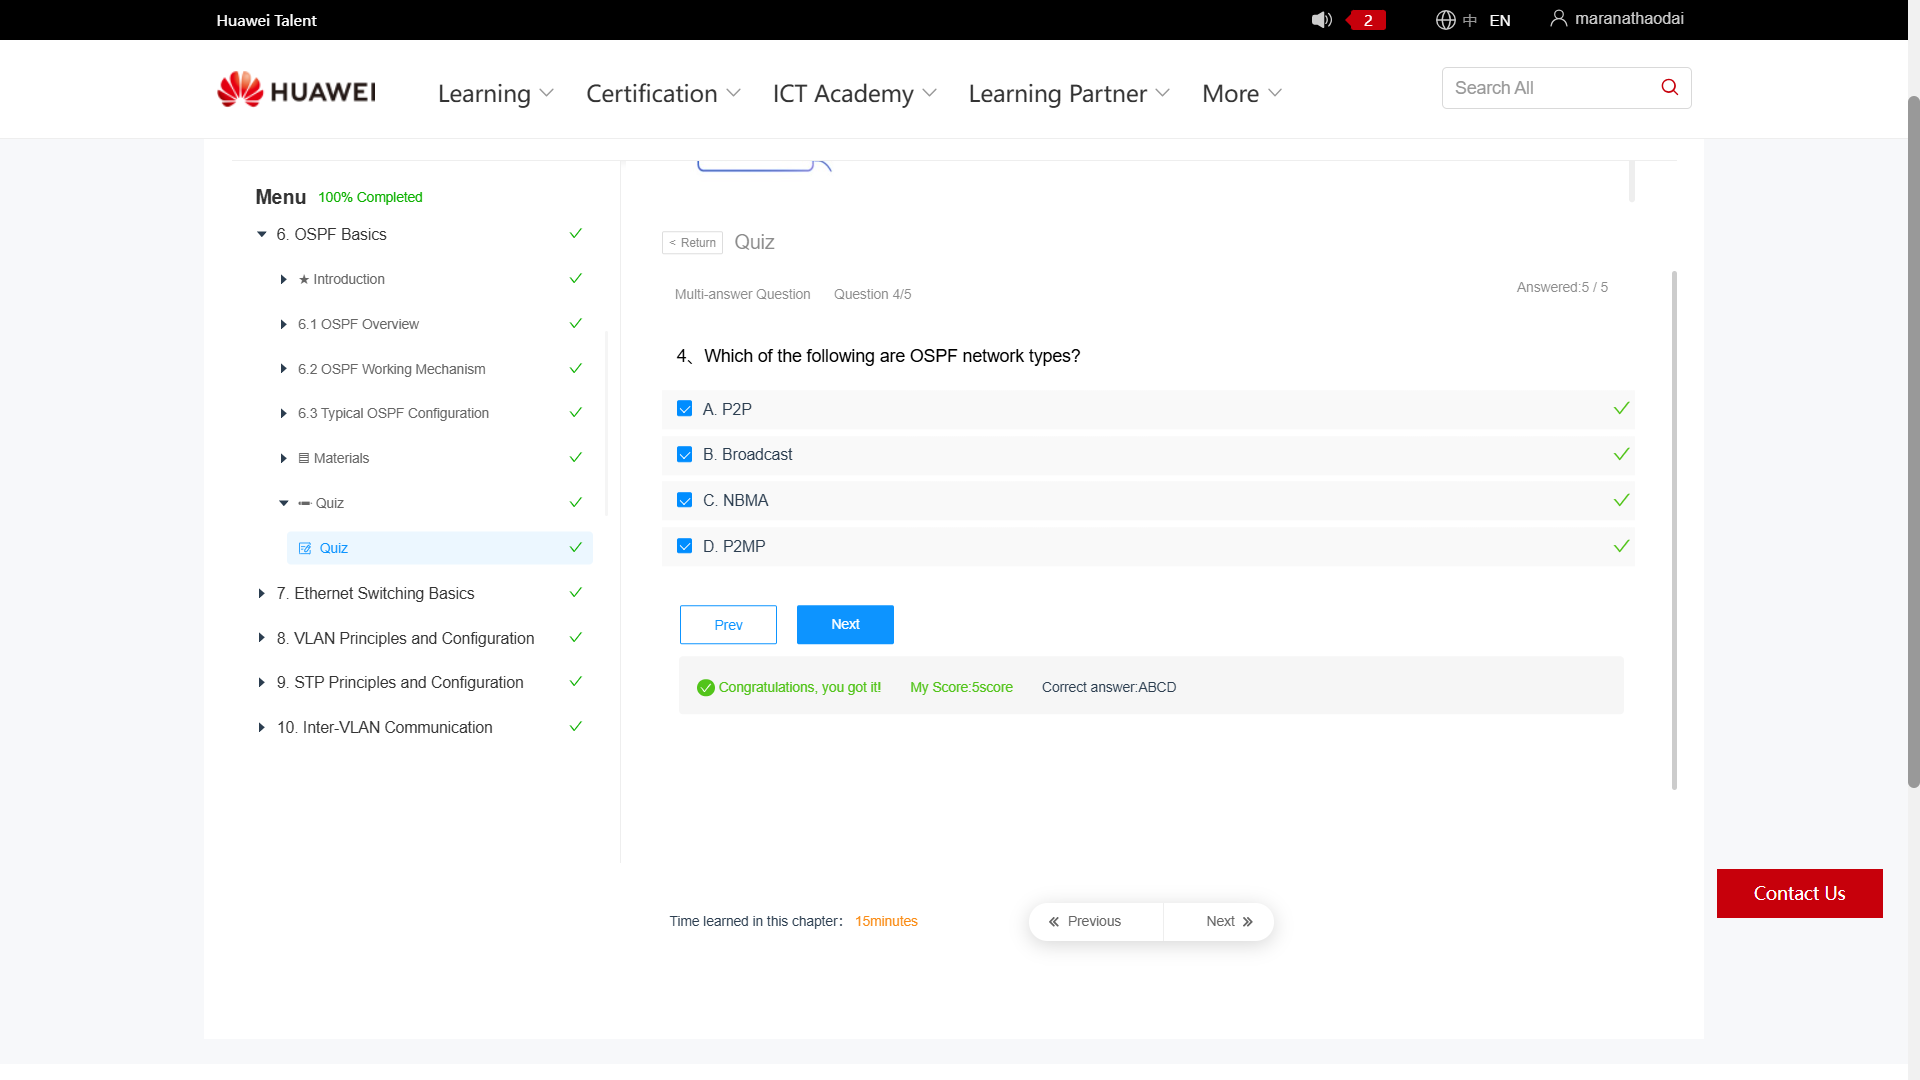 Huawei Talent
2
中 EN
maranathaodai
HUAWEI
Learning
Certification
ICT Academy
Learning Partner
More
Search All
Menu 100% Completed
6. OSPF Basics
★ Introduction
6.1 OSPF Overview
6.2 OSPF Working Mechanism
6.3 Typical OSPF Configuration
Materials
Quiz
Quiz
7. Ethernet Switching Basics
8. VLAN Principles and Configuration
9. STP Principles and Configuration
10. Inter-VLAN Communication
< Return Quiz
Multi-answer Question Question 4/5
Answered:5 / 5
4、Which of the following are OSPF network types?
A. P2P
B. Broadcast
C. NBMA
D. P2MP
Prev Next
Congratulations, you got it! My Score:5score Correct answer:ABCD
Time learned in this chapter： 15minutes
« Previous Next »
Contact Us